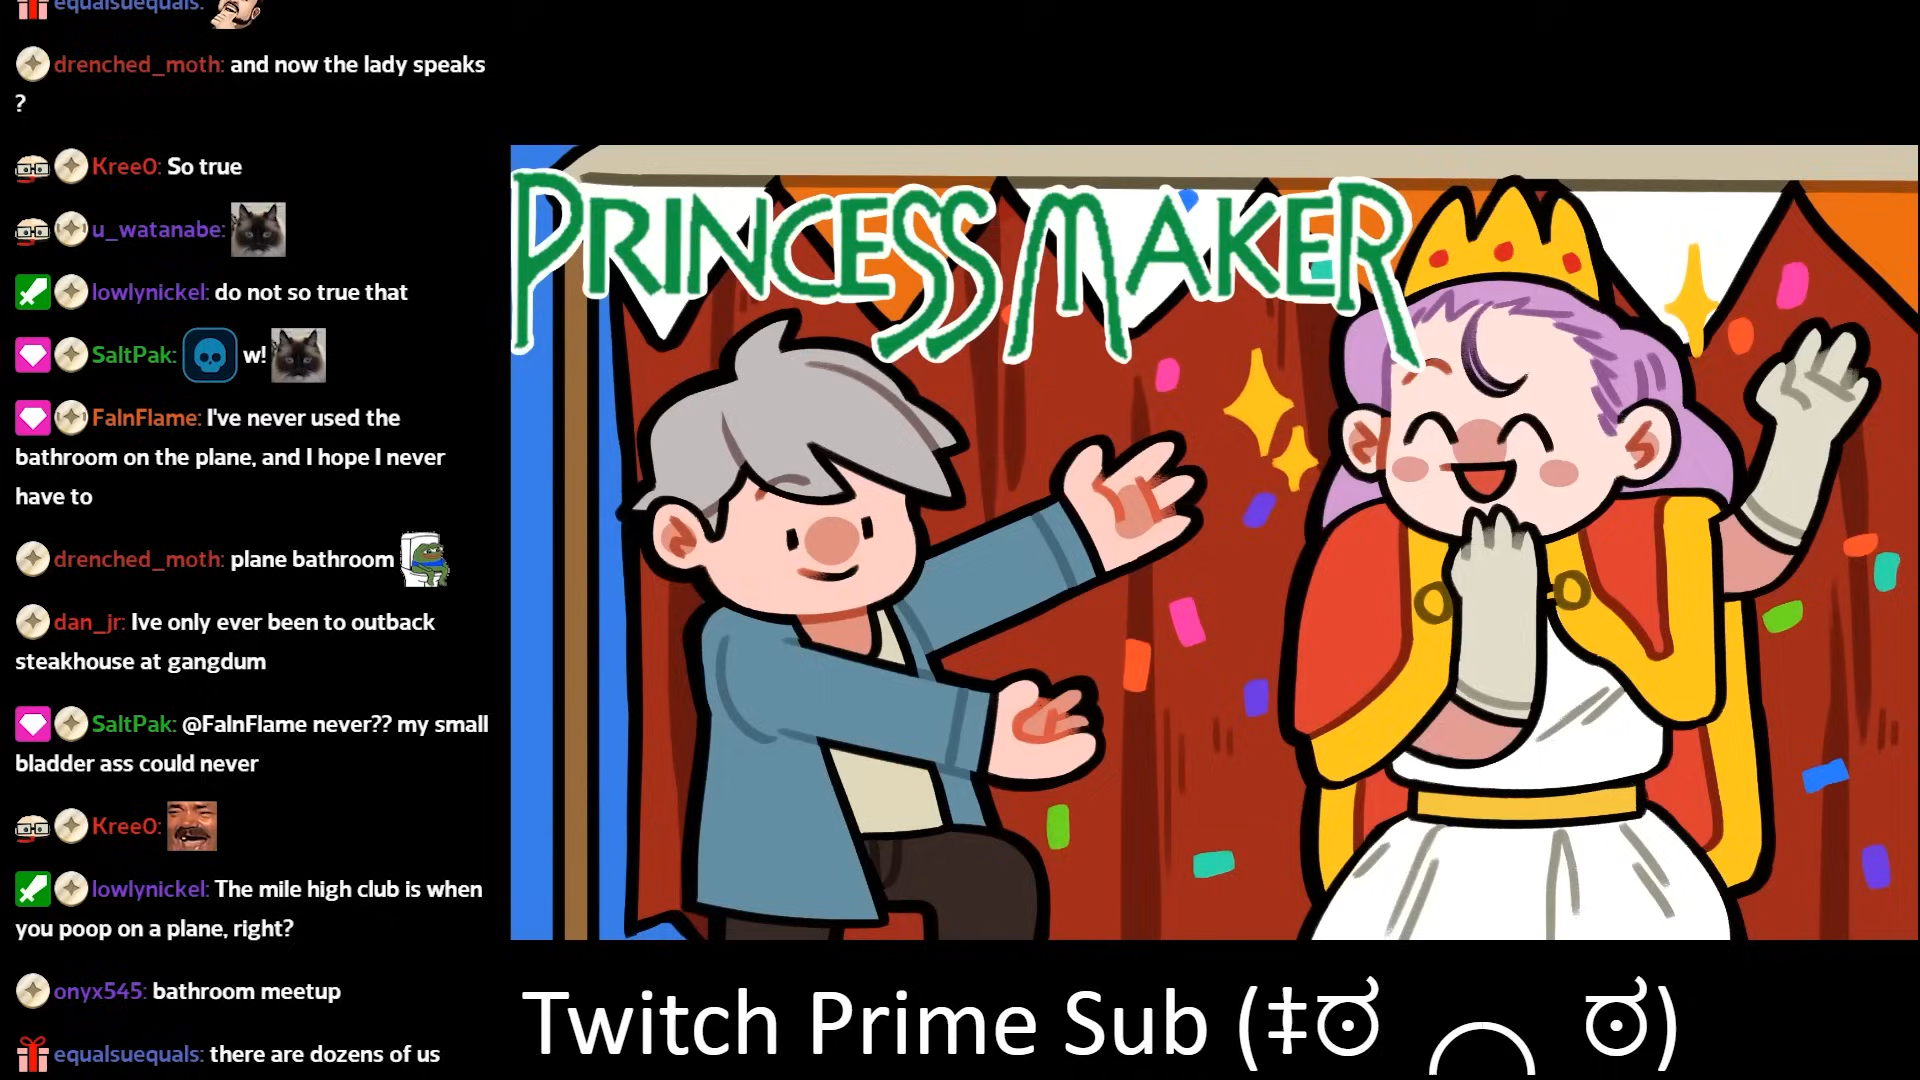 equalsuequals:
drenched_moth: and now the lady speaks
?
KreeO: So true
u_watanabe:
lowlynickel: do not so true that
SaltPak: w!
FalnFlame: I've never used the
bathroom on the plane, and I hope I never
have to
drenched_moth: plane bathroom
dan_jr: Ive only ever been to outback
steakhouse at gangdum
SaltPak: @FalnFlame never?? my small
bladder ass could never
KreeO:
lowlynickel: The mile high club is when
you poop on a plane, right?
onyx545: bathroom meetup
equalsuequals: there are dozens of us
PRINCESS MAKER
Twitch Prime Sub (‡ಠ ⁔ ಠ)